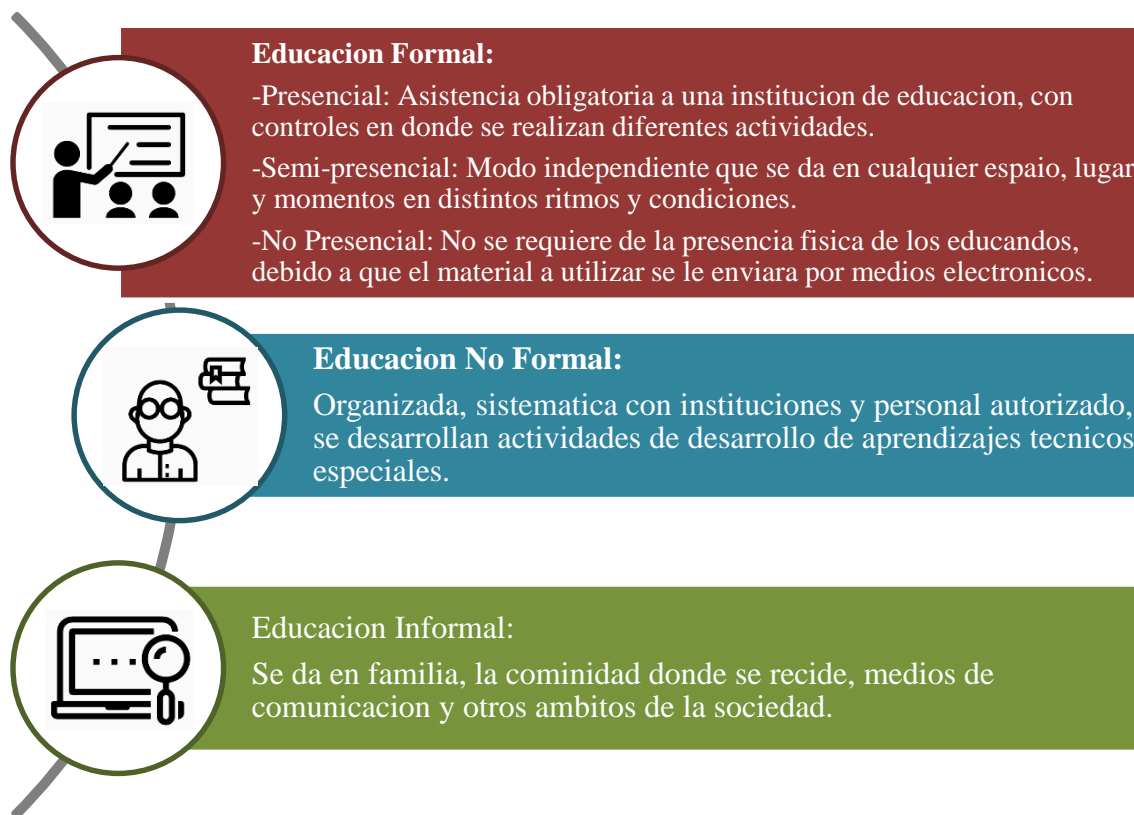 Educacion Formal:
-Presencial: Asistencia obligatoria a una institucion de educacion, con
controles en donde se realizan diferentes actividades.
-Semi-presencial: Modo independiente que se da en cualquier espaio, lugar
y momentos en distintos ritmos y condiciones.
-No Presencial: No se requiere de la presencia fisica de los educandos,
debido a que el material a utilizar se le enviara por medios electronicos.
Educacion No Formal:
Organizada, sistematica con instituciones y personal autorizado,
se desarrollan actividades de desarrollo de aprendizajes tecnicos
especiales.
Educacion Informal:
Se da en familia, la cominidad donde se recide, medios de
comunicacion y otros ambitos de la sociedad.